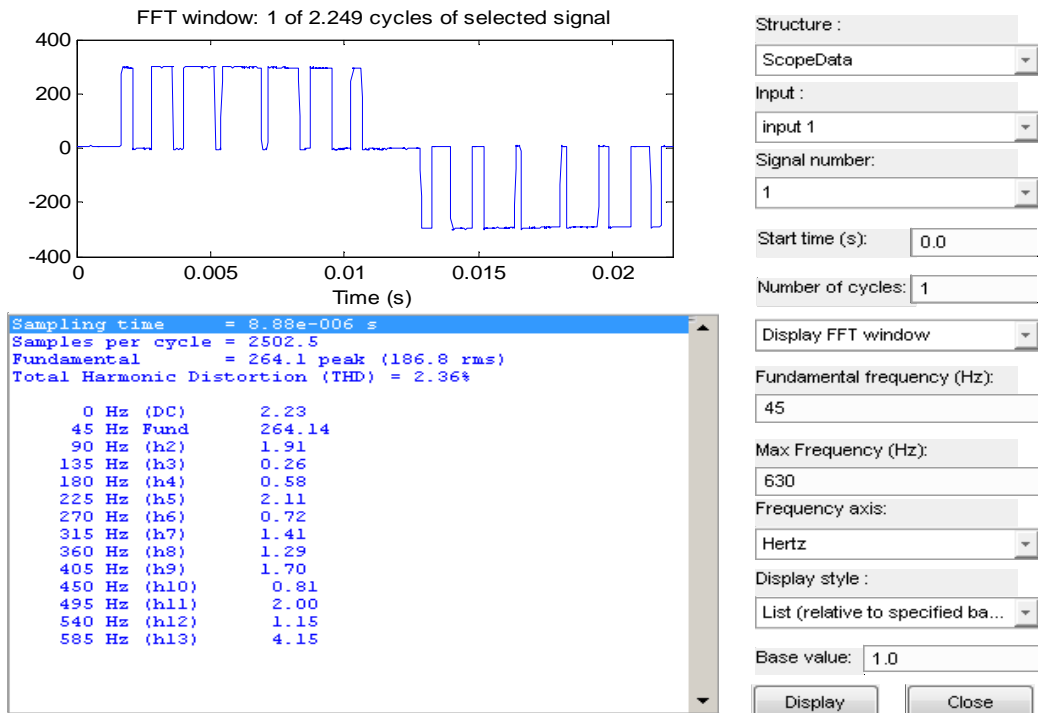 FFT window: 1 of 2.249 cycles of selected signal
400
200
0
-200
-400
0
0.005
0.01
0.015
0.02
Time (s)
Sampling time = 8.88e-006 s
Samples per cycle = 2502.5
Fundamental = 264.1 peak (186.8 rms)
Total Harmonic Distortion (THD) = 2.36%
0 Hz (DC) 2.23
45 Hz Fund 264.14
90 Hz (h2) 1.91
135 Hz (h3) 0.26
180 Hz (h4) 0.58
225 Hz (h5) 2.11
270 Hz (h6) 0.72
315 Hz (h7) 1.41
360 Hz (h8) 1.29
405 Hz (h9) 1.70
450 Hz (h10) 0.81
495 Hz (h11) 2.00
540 Hz (h12) 1.15
585 Hz (h13) 4.15
Structure :
ScopeData
Input :
input 1
Signal number:
1
Start time (s): 0.0
Number of cycles: 1
Display FFT window
Fundamental frequency (Hz):
45
Max Frequency (Hz):
630
Frequency axis:
Hertz
Display style :
List (relative to specified ba...
Base value: 1.0
Display Close